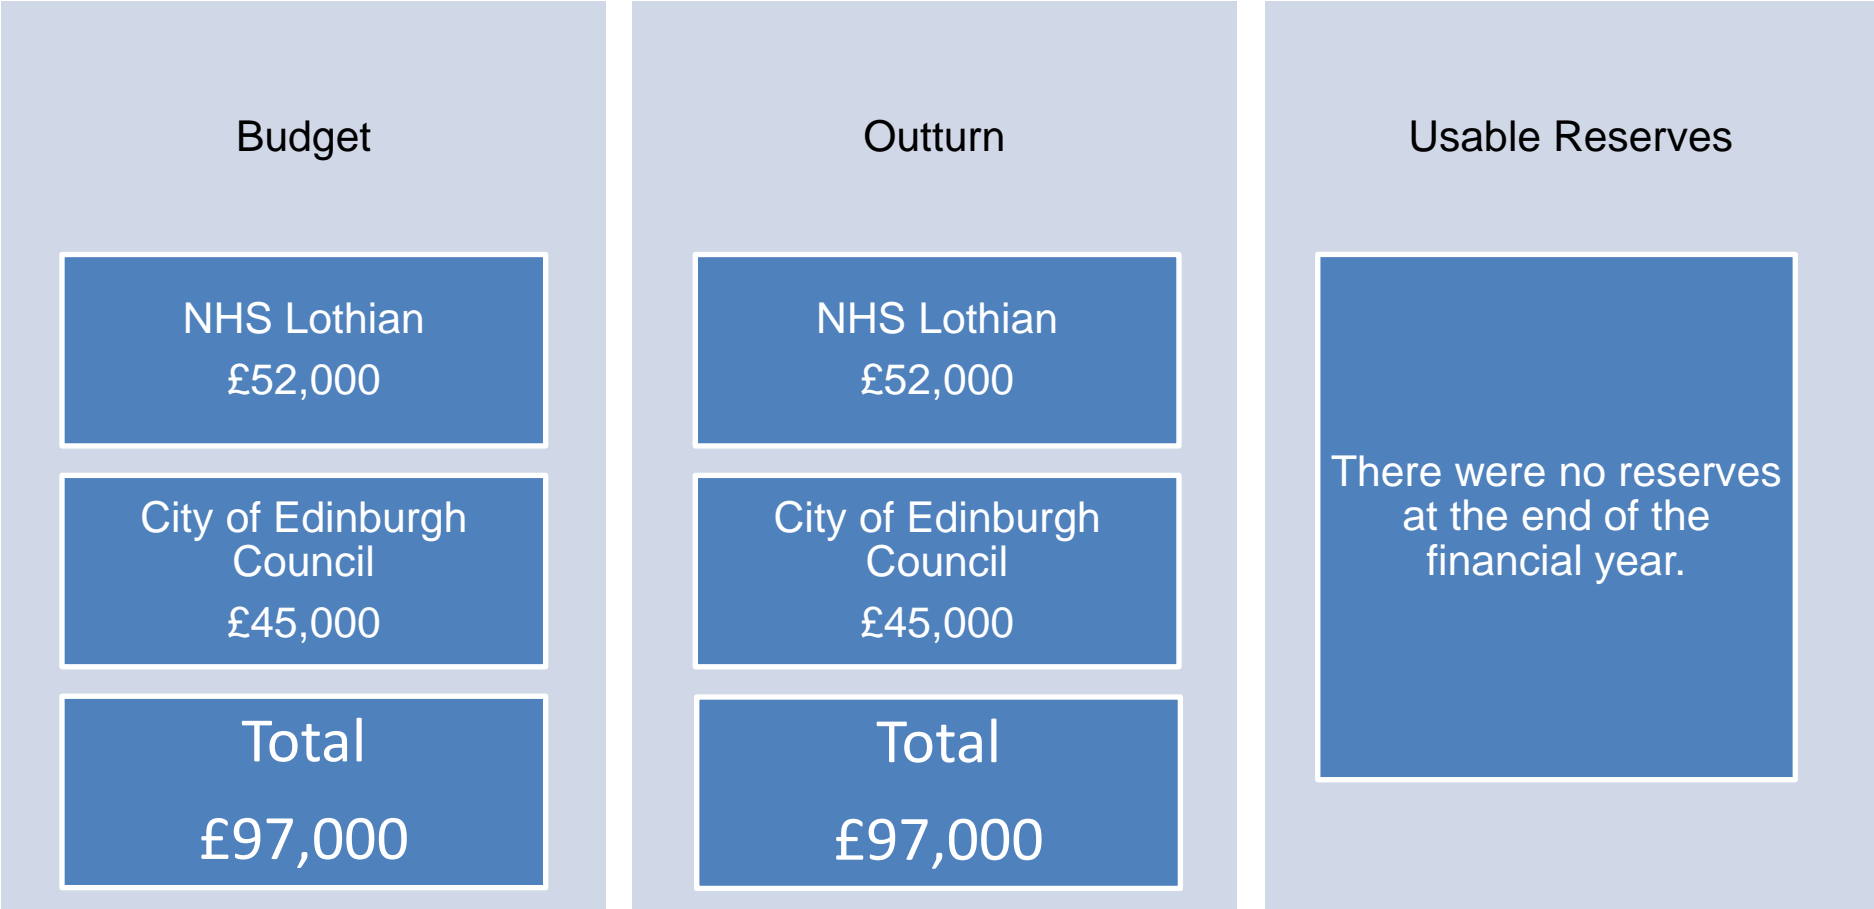 Budget
NHS Lothian
£52,000
City of Edinburgh
Council
£45,000
Total
£97,000
Outturn
NHS Lothian
£52,000
City of Edinburgh
Council
£45,000
Total
£97,000
Usable Reserves
There were no reserves
at the end of the
financial year.